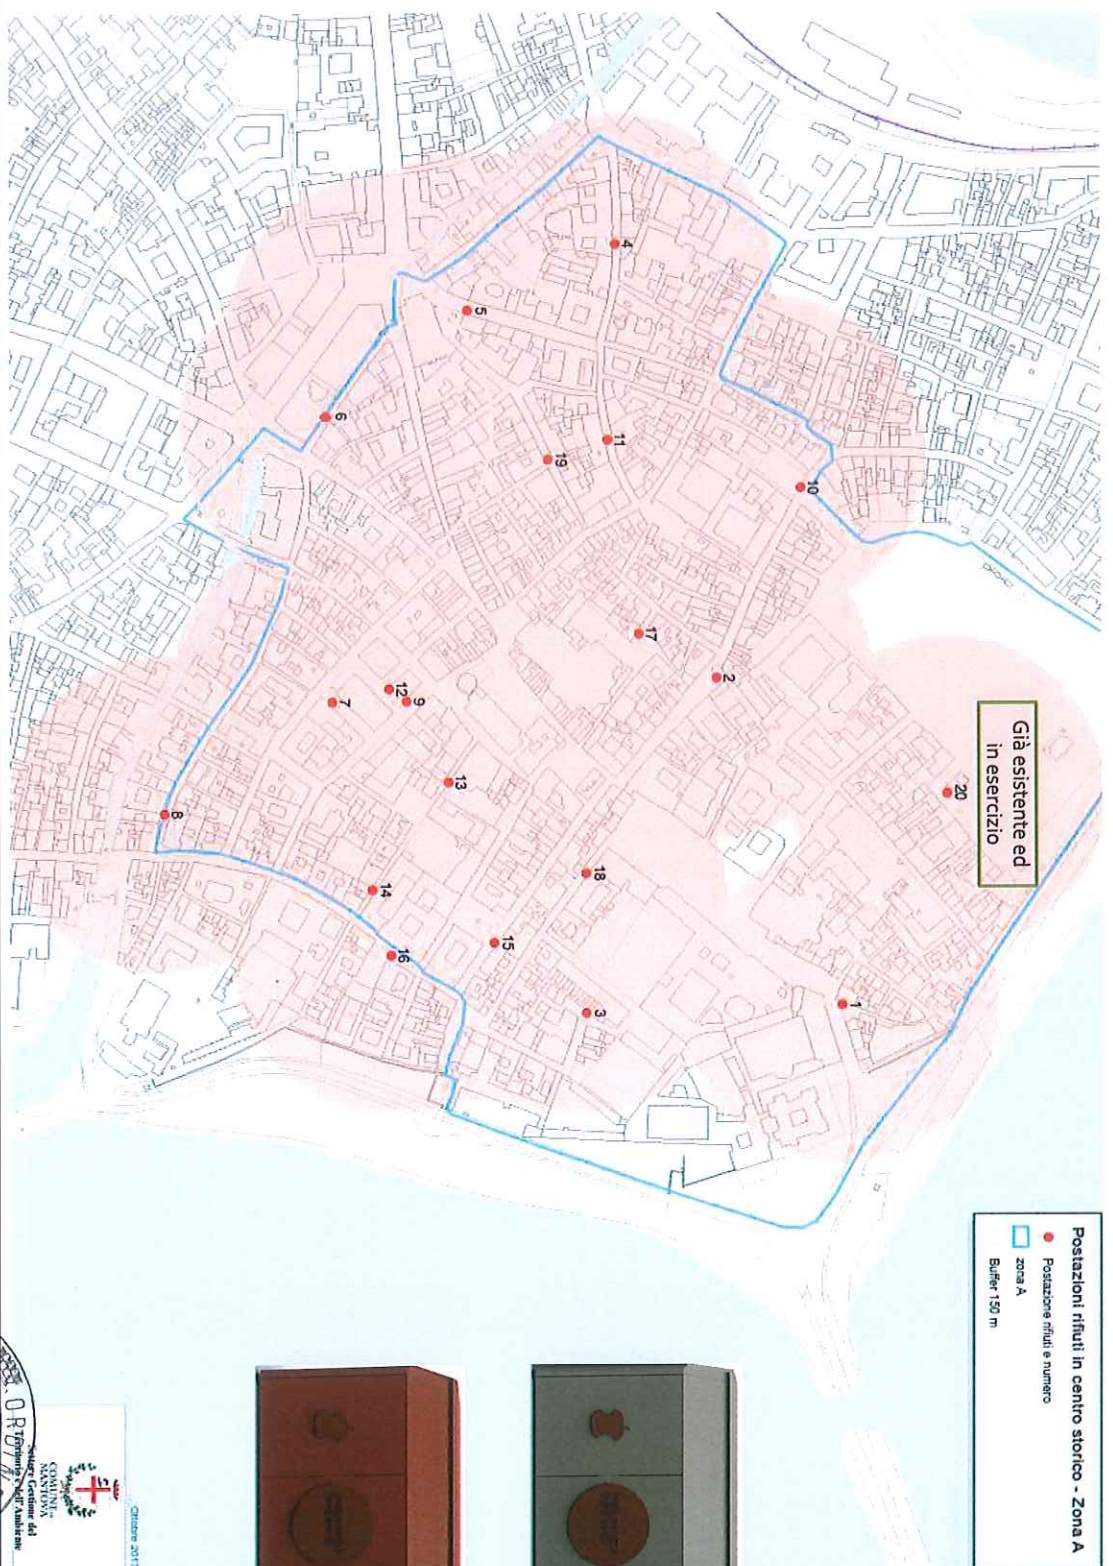 Postazioni rifiuti in centro storico - Zona A
Postazione rifiuti e numero
zona A
Buffer 150 m
Già esistente ed
in esercizio
20
1
10
2
17
4
11
3
18
19
15
5
13
9
12
16
14
7
6
8
Ottobre 201
COMUNE di
MANTOVA
Settore Gestione del
Territorio e dell'Ambiente